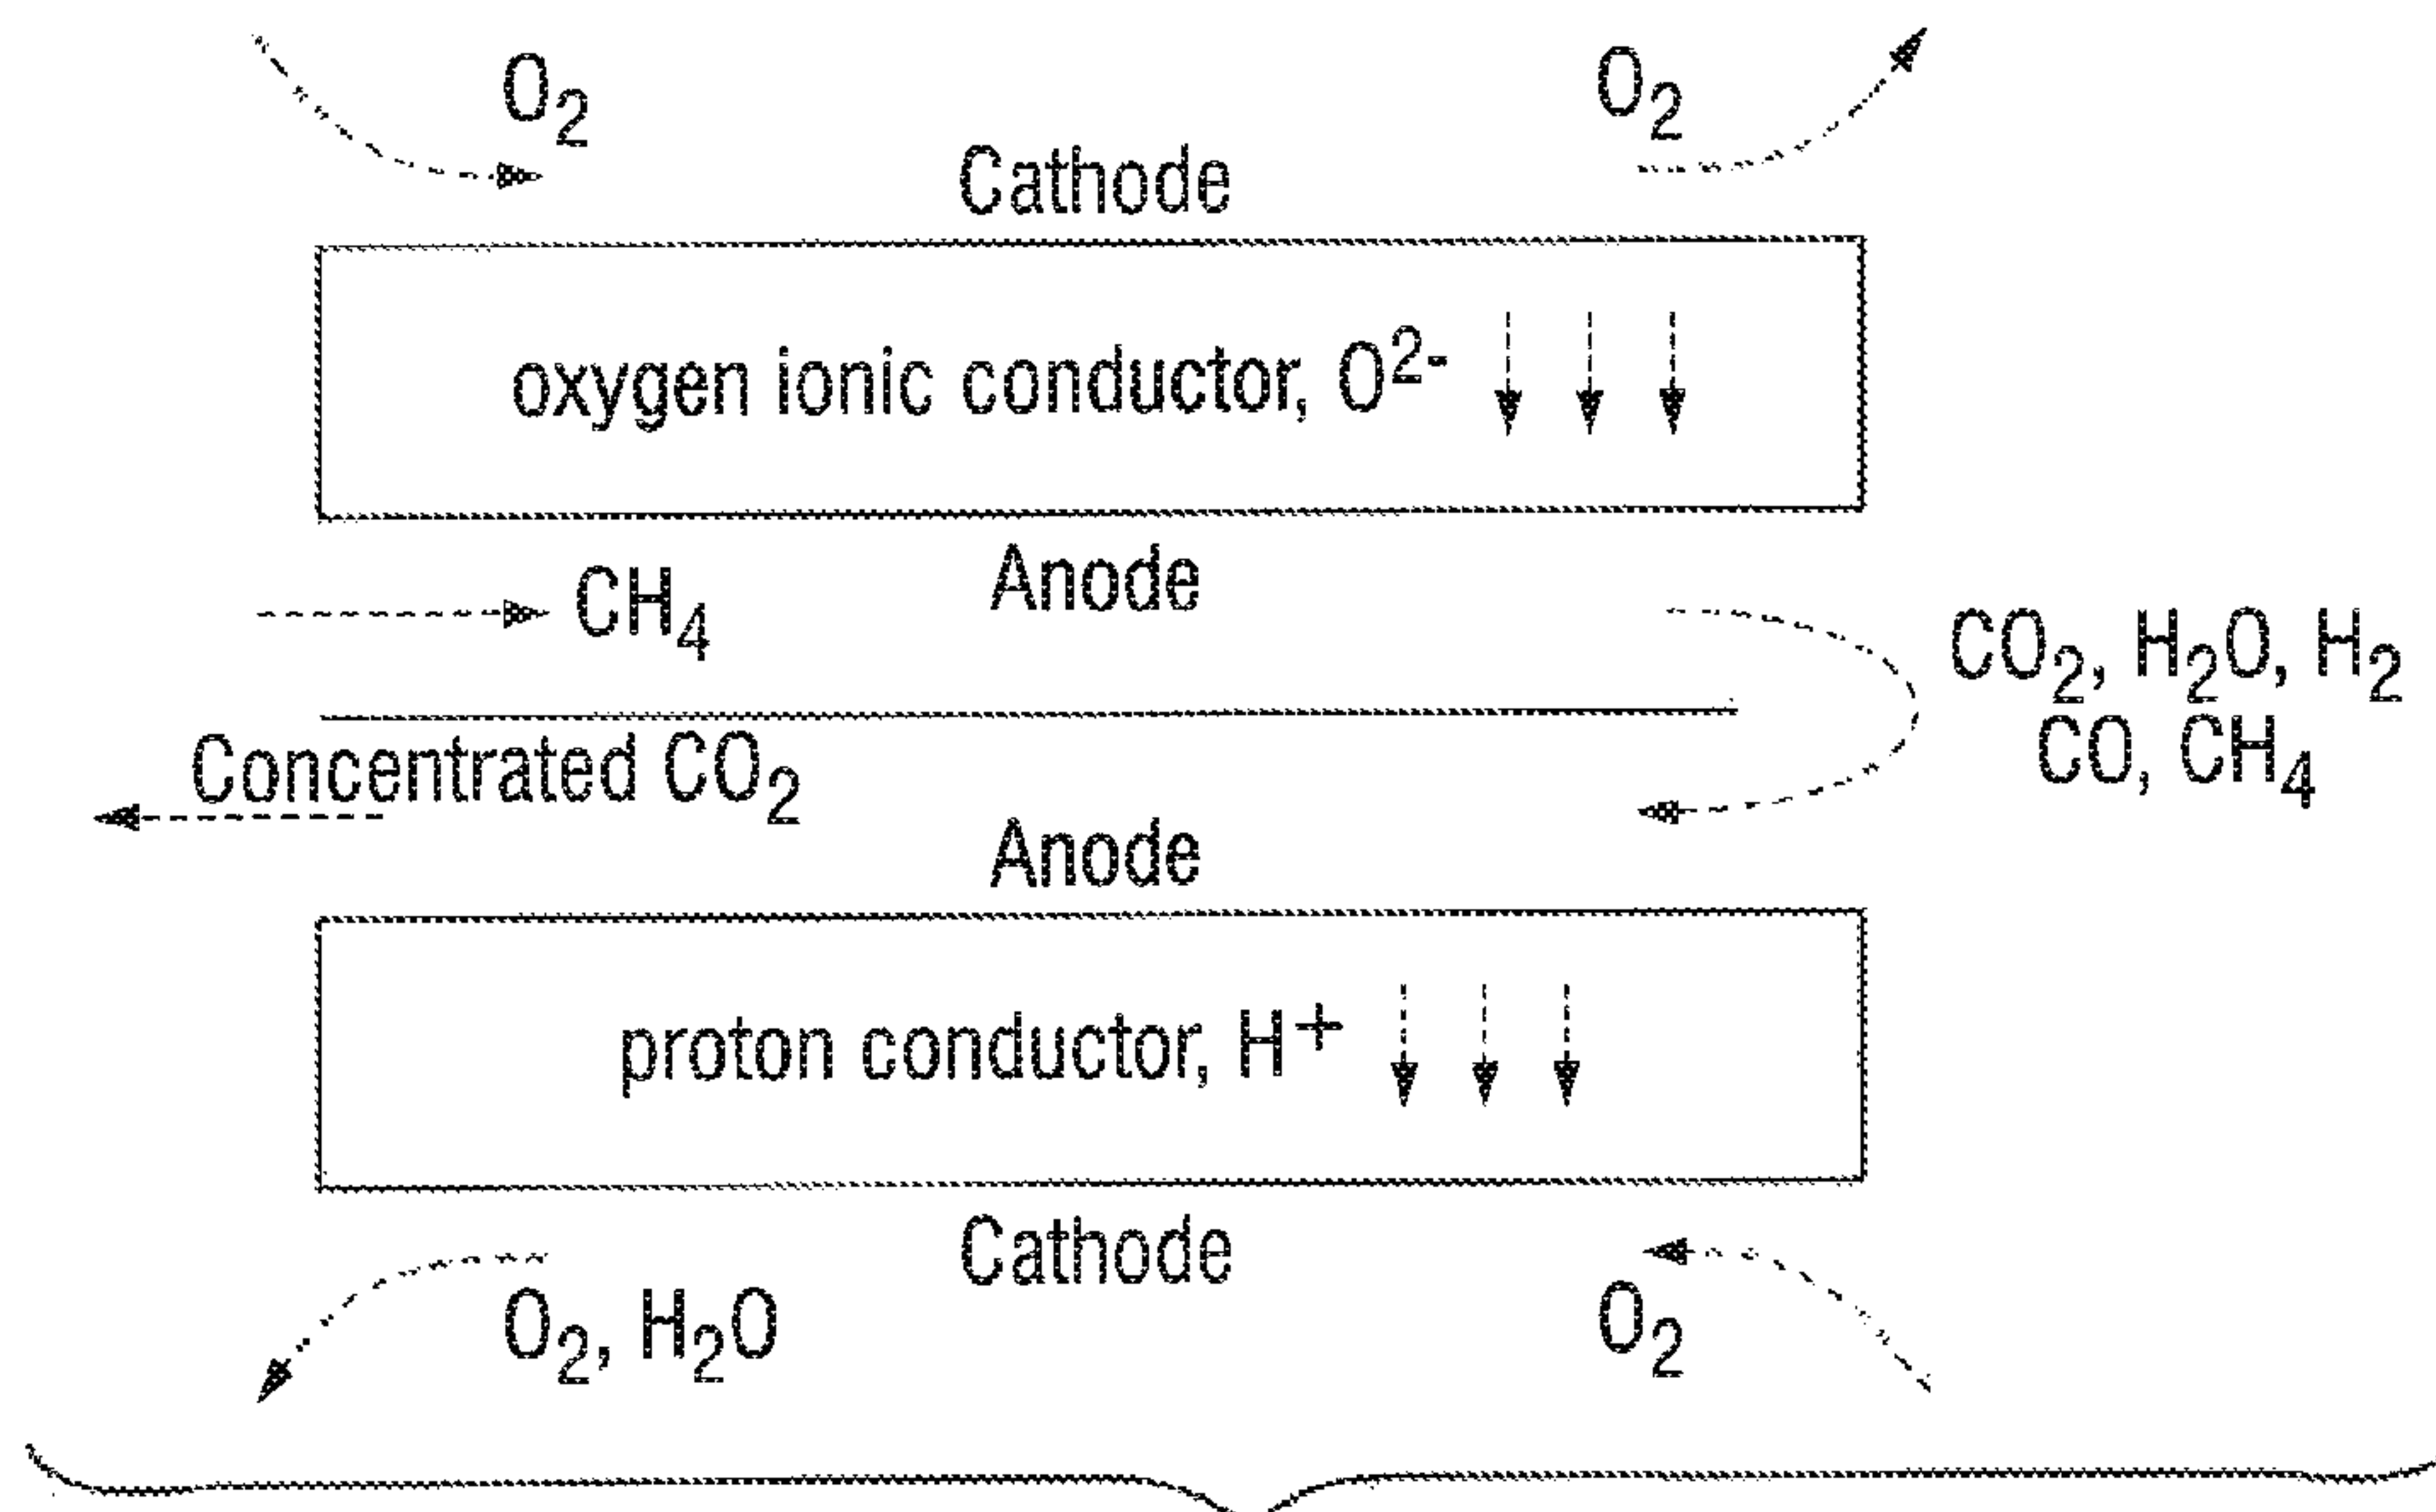 O₂
O₂
Cathode
oxygen ionic conductor, O²⁻
CH₄
Anode
CO₂, H₂O, H₂
CO, CH₄
Concentrated CO₂
Anode
proton conductor, H⁺
Cathode
O₂, H₂O
O₂